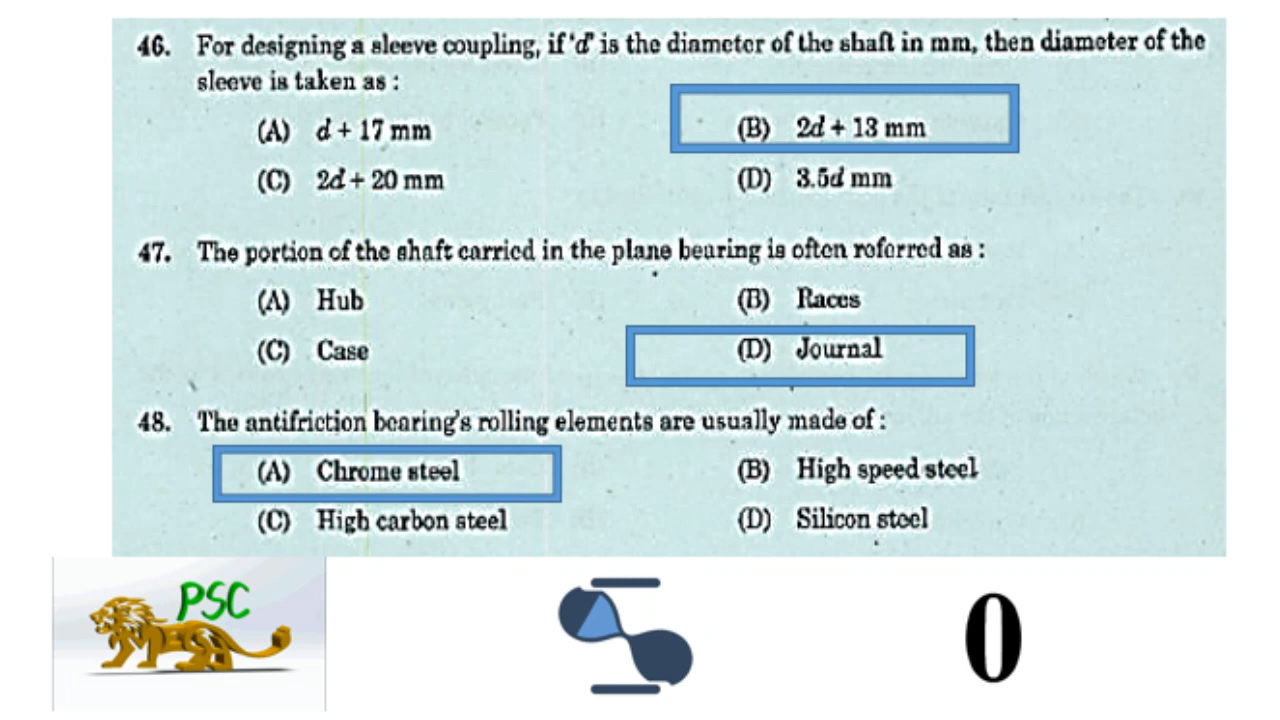 46. For designing a sleeve coupling, if 'd' is the diameter of the shaft in mm, then diameter of the
sleeve is taken as :
(A) d + 17 mm (B) 2d + 13 mm
(C) 2d + 20 mm (D) 3.5d mm
47. The portion of the shaft carried in the plane bearing is often referred as :
(A) Hub (B) Races
(C) Case (D) Journal
48. The antifriction bearing's rolling elements are usually made of :
(A) Chrome steel (B) High speed steel
(C) High carbon steel (D) Silicon steel
PSC
0